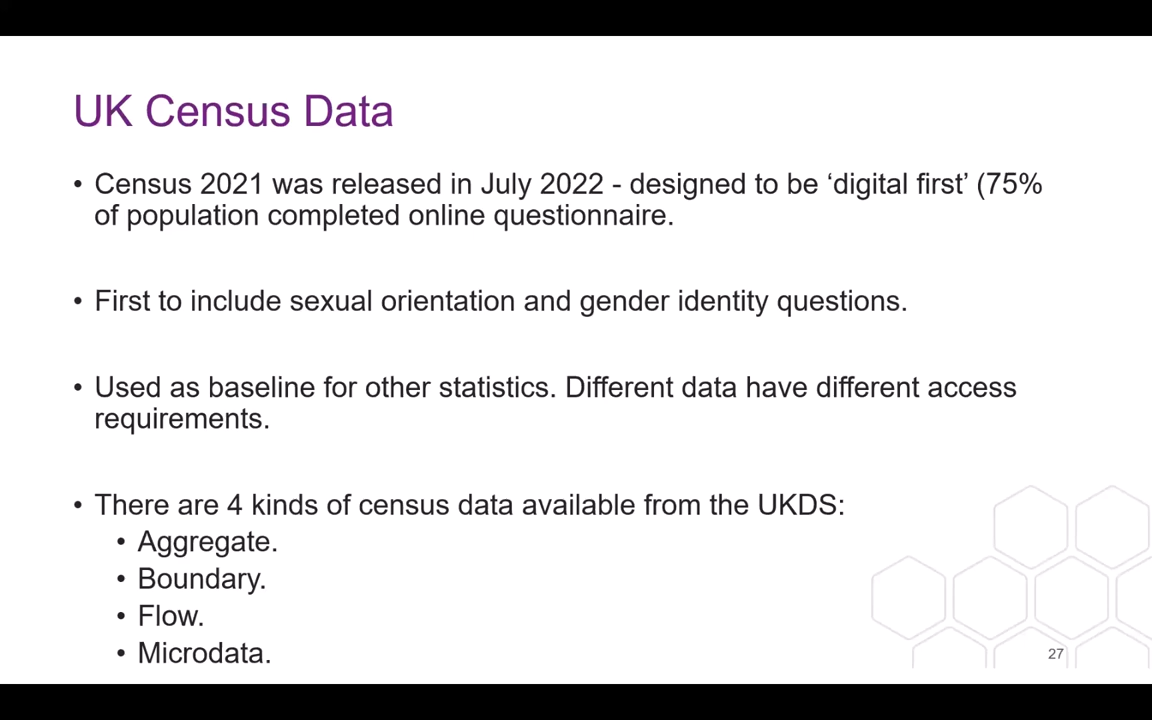 UK Census Data
• Census 2021 was released in July 2022 - designed to be ‘digital first’ (75%
of population completed online questionnaire.
• First to include sexual orientation and gender identity questions.
• Used as baseline for other statistics. Different data have different access
requirements.
• There are 4 kinds of census data available from the UKDS:
• Aggregate.
• Boundary.
• Flow.
• Microdata.
27